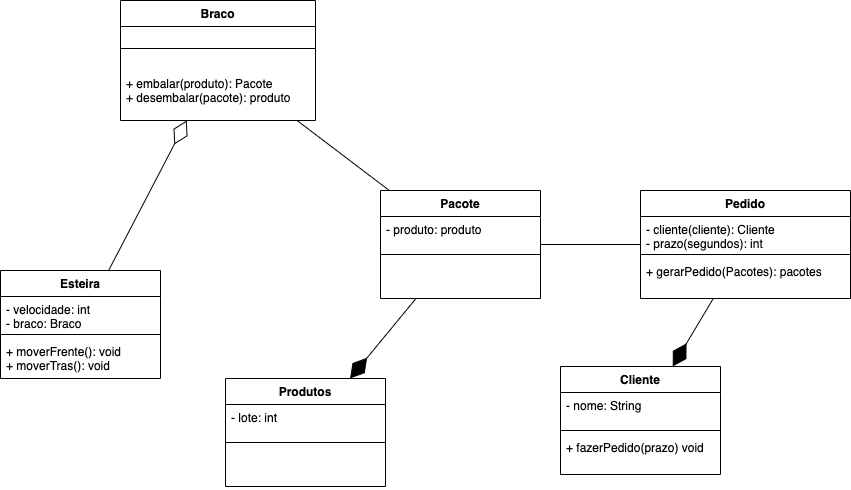 Braco
+ embalar(produto): Pacote
+ desembalar(pacote): produto
Pacote
- produto: produto
Pedido
- cliente(cliente): Cliente
- prazo(segundos): int
+ gerarPedido(Pacotes): pacotes
Esteira
- velocidade: int
- braco: Braco
+ moverFrente(): void
+ moverTras(): void
Produtos
- lote: int
Cliente
- nome: String
+ fazerPedido(prazo) void